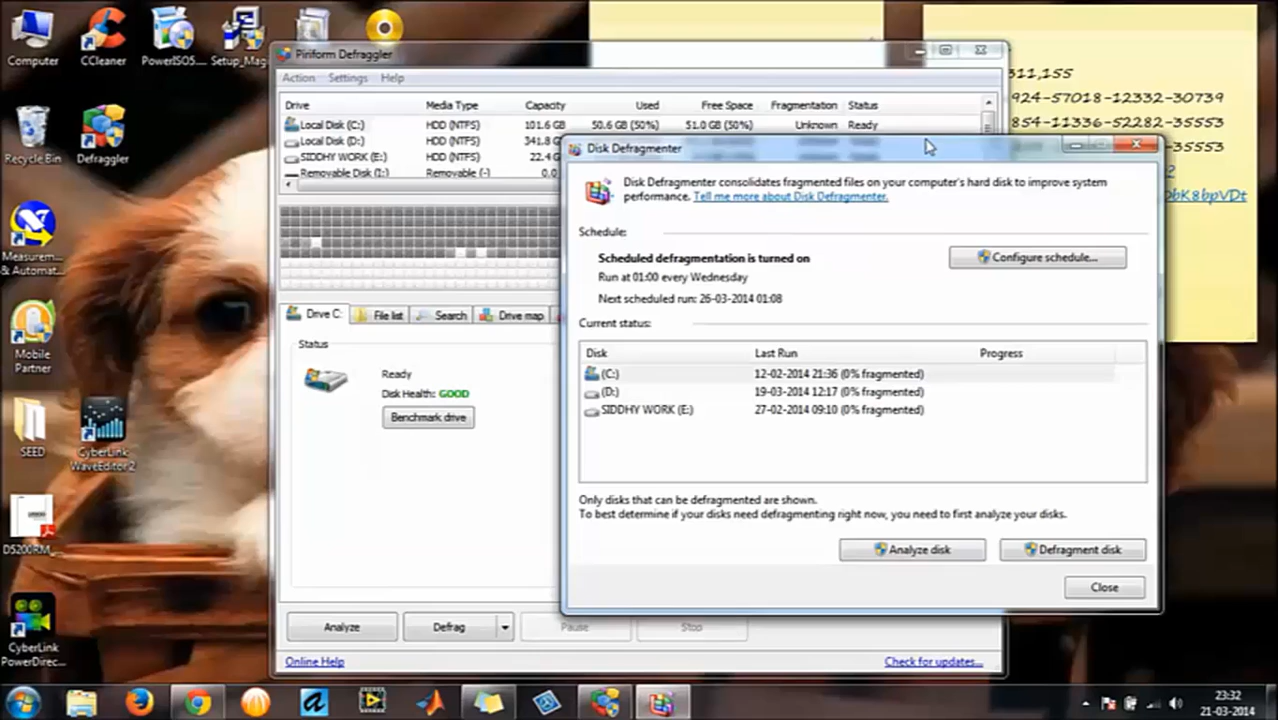 Computer
CCleaner
PowerISO5....
Setup_Mag
Recycle Bin
Defraggler
Measurem...
& Automat...
Mobile
Partner
SEED
CyberLink
WaveEditor 2
D5200RM_...
CyberLink
PowerDirec...
Piriform Defraggler
Action Settings Help
Drive Media Type Capacity Used Free Space Fragmentation Status
Local Disk (C:) HDD (NTFS) 101.6 GB 50.6 GB (50%) 51.0 GB (50%) Unknown Ready
Local Disk (D:) HDD (NTFS) 341.8
SIDDHY WORK (E:) HDD (NTFS) 22.4
Removable Disk (I:) Removable (-) 0.0
Drive C: File list Search Drive map
Status
Ready
Disk Health: GOOD
Benchmark drive
Analyze Defrag Pause Stop
Online Help Check for updates...
Disk Defragmenter
Disk Defragmenter consolidates fragmented files on your computer's hard disk to improve system
performance. Tell me more about Disk Defragmenter.
Schedule:
Scheduled defragmentation is turned on
Configure schedule...
Run at 01:00 every Wednesday
Next scheduled run: 26-03-2014 01:08
Current status:
Disk Last Run Progress
(C:) 12-02-2014 21:36 (0% fragmented)
(D:) 19-03-2014 12:17 (0% fragmented)
SIDDHY WORK (E:) 27-02-2014 09:10 (0% fragmented)
Only disks that can be defragmented are shown.
To best determine if your disks need defragmenting right now, you need to first analyze your disks.
Analyze disk Defragment disk
Close
311,155
924-57018-12332-30739
854-11336-52282-35553
-35553
bK8bpVDt
23:32
21-03-2014